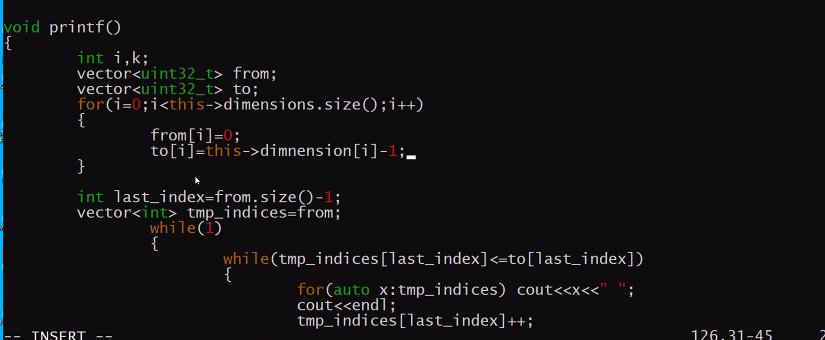 void printf()
{
int i,k;
vector<uint32_t> from;
vector<uint32_t> to;
for(i=0;i<this->dimensions.size();i++)
{
from[i]=0;
to[i]=this->dimnension[i]-1;
}
int last_index=from.size()-1;
vector<int> tmp_indices=from;
while(1)
{
while(tmp_indices[last_index]<=to[last_index])
{
for(auto x:tmp_indices) cout<<x<<" ";
cout<<endl;
tmp_indices[last_index]++;
-- INSERT -- 126,31-45